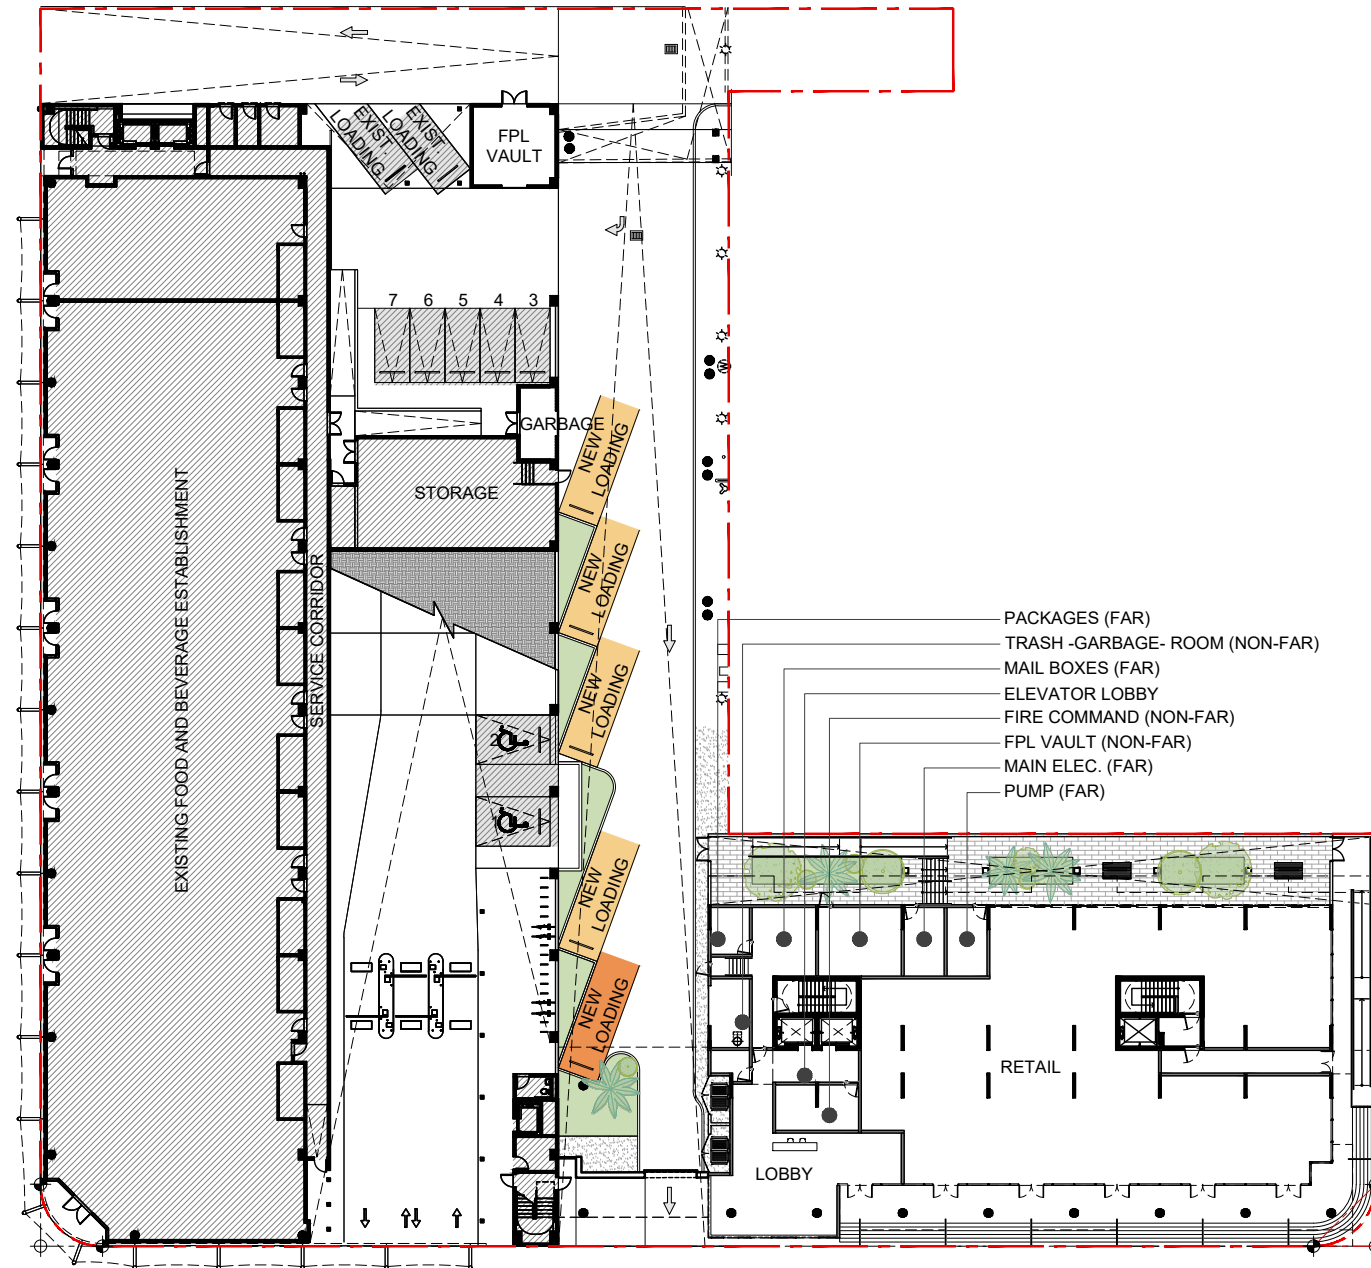 EXIST.
LOADING
EXIST.
LOADING
FPL
VAULT
7 6 5 4 3
GARBAGE
STORAGE
NEW
LOADING
NEW
LOADING
NEW
LOADING
NEW
LOADING
NEW
LOADING
EXISTING FOOD AND BEVERAGE ESTABLISHMENT
SERVICE CORRIDOR
2
1
PACKAGES (FAR)
TRASH -GARBAGE- ROOM (NON-FAR)
MAIL BOXES (FAR)
ELEVATOR LOBBY
FIRE COMMAND (NON-FAR)
FPL VAULT (NON-FAR)
MAIN ELEC. (FAR)
PUMP (FAR)
RETAIL
LOBBY